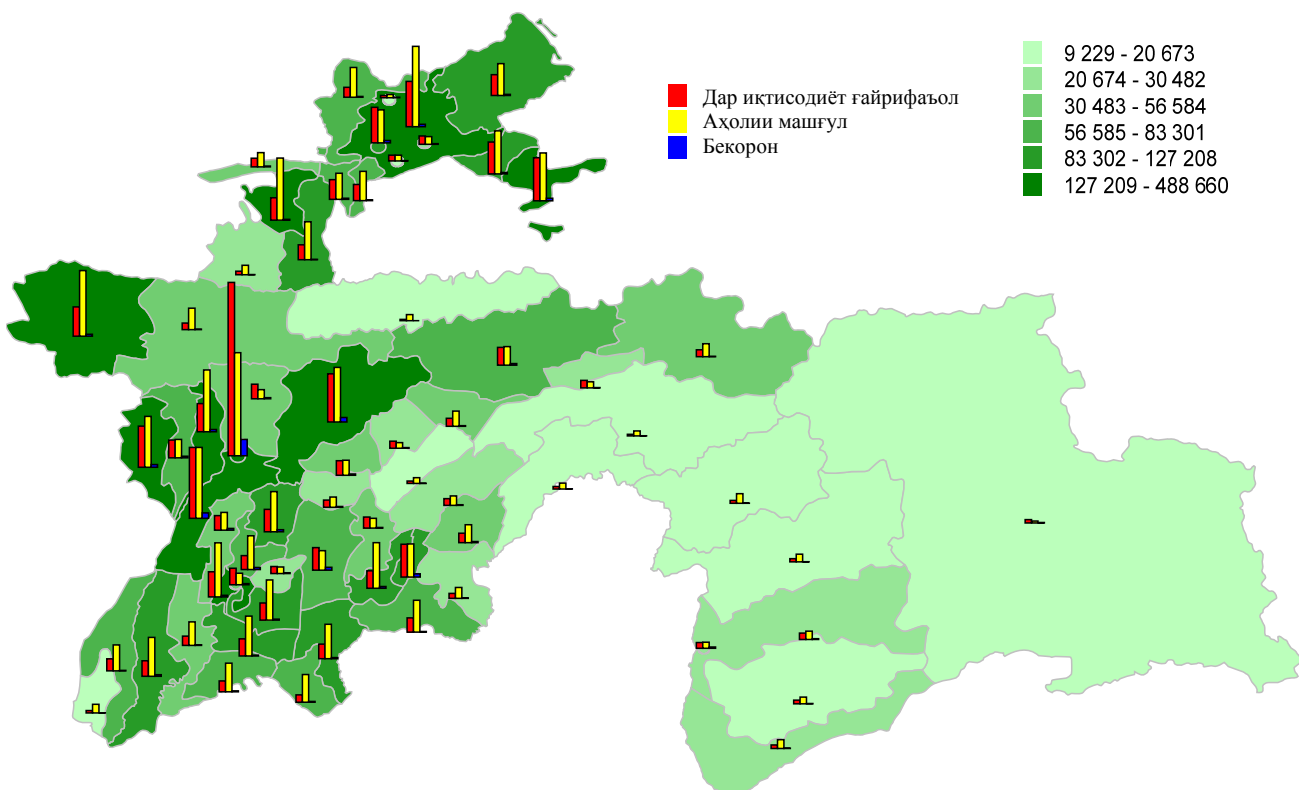 Дар иқтисодиёт ғайрифаъол
Аҳолии машғул
Бекорон
9 229 - 20 673
20 674 - 30 482
30 483 - 56 584
56 585 - 83 301
83 302 - 127 208
127 209 - 488 660